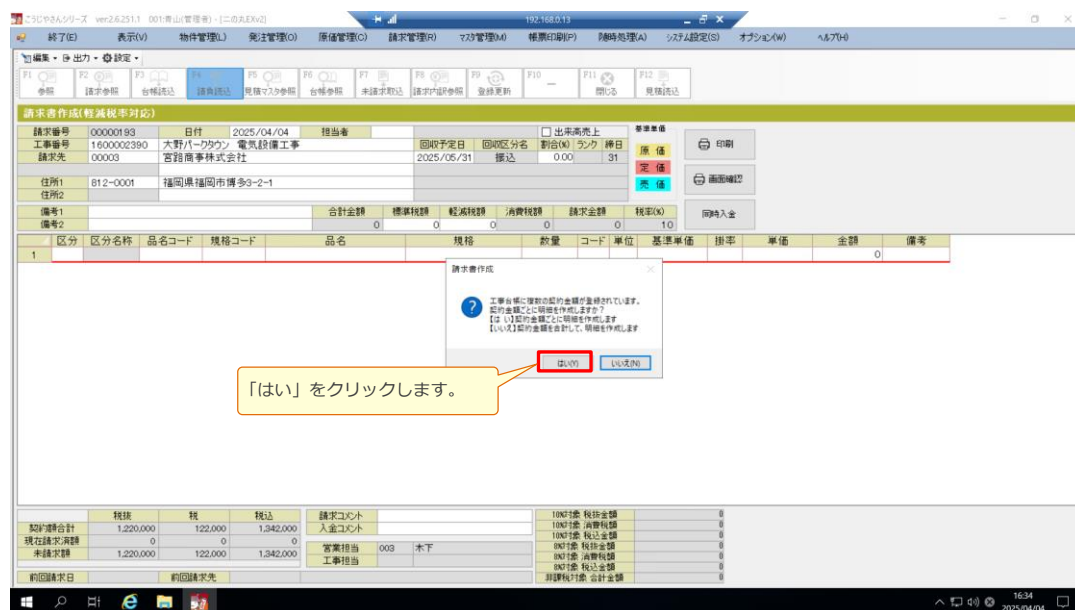 こうじやさんシリーズ ver.2.6.251.1 001:青山(管理者) - [二の丸EXv2] 192.168.0.13
終了(E) 表示(V) 物件管理(L) 発注管理(O) 原価管理(C) 請求管理(R) マスタ管理(M) 帳票印刷(P) 随時処理(A) システム設定(S) オプション(W) ヘルプ(H)
編集 出力 設定
F1 F2 F3 F4 F5 F6 F7 F8 F9 F10 F11 F12
参照 請求参照 台帳読込 請負読込 見積マスタ参照 台帳参照 未請求取込 請求内訳参照 登録更新 閉じる 見積読込
請求書作成(軽減税率対応)
請求番号 00000193 日付 2025/04/04 担当者 出来高売上 基準単価
工事番号 1600002390 大野パークタウン 電気設備工事 回収予定日 回収区分名 割合(%) ランク 締日 原 価 印刷
請求先 00003 宮路商事株式会社 2025/05/31 振込 0.00 31
定 価
住所1 812-0001 福岡県福岡市博多3-2-1 売 価 画面確認
住所2
備考1 合計金額 標準税額 軽減税額 消費税額 請求金額 税率(%) 同時入金
備考2 0 0 0 0 0 10
区分 区分名称 品名コード 規格コード 品名 規格 数量 コード 単位 基準単価 掛率 単価 金額 備考
1 0
請求書作成
工事台帳に複数の契約金額が登録されています。
契約金額ごとに明細を作成しますか?
【は い】契約金額ごとに明細を作成します
【いいえ】契約金額を合計して、明細を作成します
はい(Y) いいえ(N)
「はい」をクリックします。
税抜 税 税込 請求コメント 10%対象 税抜金額 0
契約額合計 1,220,000 122,000 1,342,000 入金コメント 10%対象 消費税額 0
現在請求済額 0 0 0 10%対象 税込金額 0
未請求額 1,220,000 122,000 1,342,000 営業担当 003 木下 8%対象 税抜金額 0
工事担当 8%対象 消費税額 0
8%対象 税込金額 0
前回請求日 前回請求先 非課税対象 合計金額 0
16:34
2025/04/04